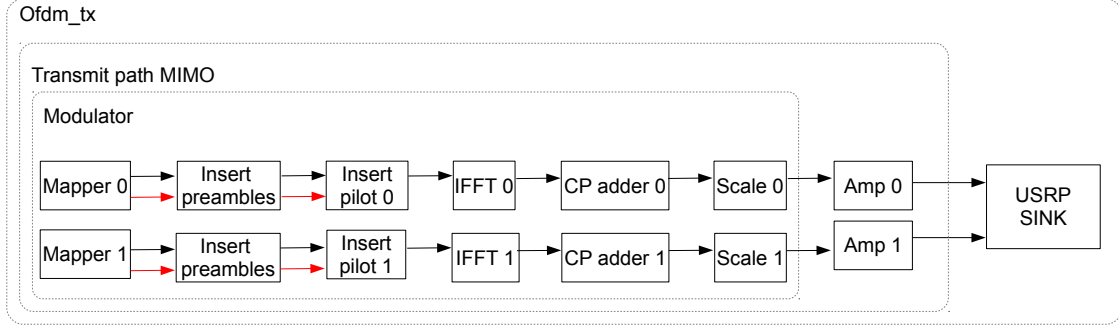 Ofdm_tx
Transmit path MIMO
Modulator
Mapper 0
Insert
preambles
Insert
pilot 0
IFFT 0
CP adder 0
Scale 0
Amp 0
USRP
SINK
Mapper 1
Insert
preambles
Insert
pilot 1
IFFT 1
CP adder 1
Scale 1
Amp 1